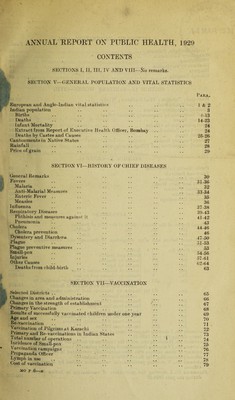 ANNUAL REPORT ON PUBLIC HEALTH, 1929
CONTENTS
SECTIONS I, II, III, IV AND VIII—No remarks.
SECTION V—GENERAL POPULATION AND VITAL STATISTICS
PARA.
European and Anglo-Indian vital statistics 1 & 2
Indian population 3
Births 4-13
Deaths 14-23
Infant Mortality 24
Extract from Report of Executive Health Officer, Bombay 24
Deaths by Castes and Causes 25-26
Cantonments in Native States 27
Rainfall 28
Price of grain 29
SECTION VI—HISTORY OF CHIEF DISEASES
General Remarks 30
Fevers 31-36
Malaria 32
Anti-Malarial Measures 33-34
Enteric Fever 35
Measles 36
Influenza 37-38
Respiratory Diseases 39-43
Phthisis and measures against it 41-42
Pneumonia 43
Cholera 44-46
Cholera prevention 46
Dysentery and Diarrhœa 47-50
Plague 51-53
Plague preventive measures 53
Small-pox 54-56
Injuries 57-61
Other Causes 62-64
Deaths from child-birth 63
SECTION VII—VACCINATION
Selected Districts 65
Changes in area and administration 66
Changes in the strength of establishment 67
Primary Vaccination 68
Results of successfully vaccinated children under one year 69
Age and sex 70
Re-vaccination 71
Vaccination of Pilgrims at Karachi 72
Primary and Re-vaccinations in Indian States 73
Total number of operations 74
Incidence of Small-pox 75
Vaccination campaigns 76
Propaganda Officer 77
Lymph in use 78
Cost of vaccination 79